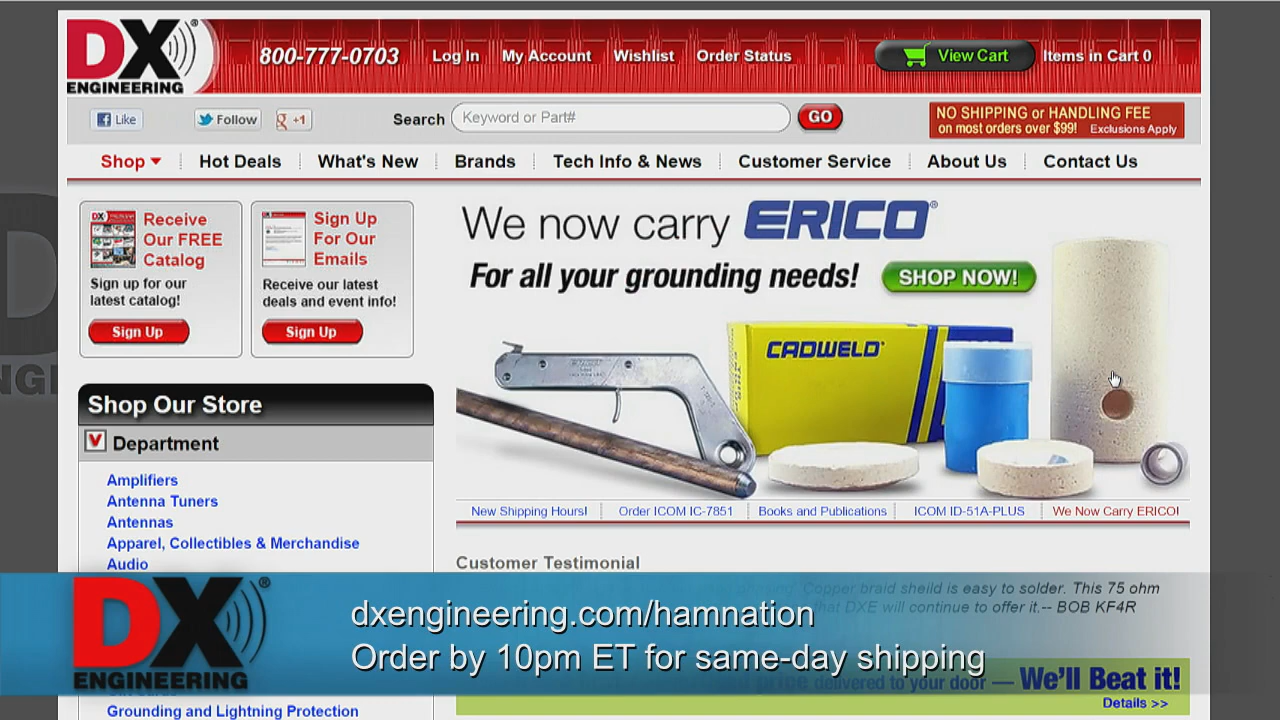 DX
ENGINEERING
®
800-777-0703
Log In
My Account
Wishlist
Order Status
View Cart
Items in Cart 0
Like
Follow
+1
Search
Keyword or Part#
GO
NO SHIPPING or HANDLING FEE
on most orders over $99! Exclusions Apply
Shop
Hot Deals
What's New
Brands
Tech Info & News
Customer Service
About Us
Contact Us
Receive
Our FREE
Catalog
Sign up for our
latest catalog!
Sign Up
Sign Up
For Our
Emails
Receive our latest
deals and event info!
Sign Up
We now carry ERICO®
For all your grounding needs!
SHOP NOW!
CADWELD®
New Shipping Hours!
Order ICOM IC-7851
Books and Publications
ICOM ID-51A-PLUS
We Now Carry ERICO!
Shop Our Store
Department
Amplifiers
Antenna Tuners
Antennas
Apparel, Collectibles & Merchandise
Audio
Grounding and Lightning Protection
Customer Testimonial
Copper braid sheild is easy to solder. This 75 ohm
that DXE will continue to offer it.-- BOB KF4R
delivered to your door — We'll Beat it!
Details >>
DX
ENGINEERING
®
dxengineering.com/hamnation
Order by 10pm ET for same-day shipping